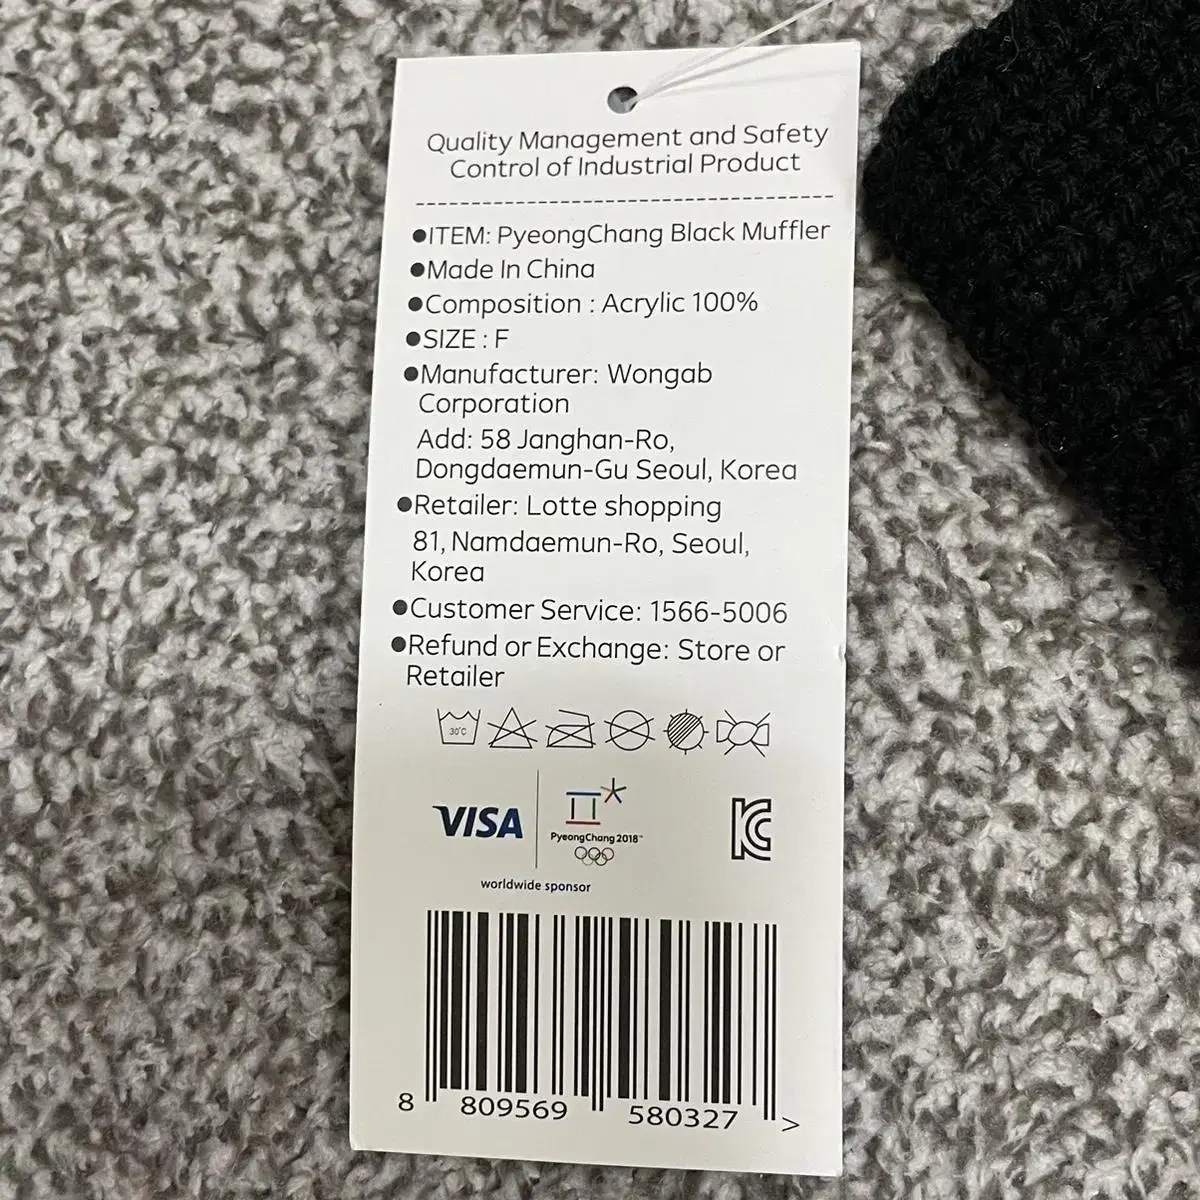 Quality Management and Safety
Control of Industrial Product
●ITEM: PyeongChang Black Muffler
●Made In China
●Composition : Acrylic 100%
●SIZE : F
●Manufacturer: Wongab
Corporation
Add: 58 Janghan-Ro,
Dongdaemun-Gu Seoul, Korea
●Retailer: Lotte shopping
81, Namdaemun-Ro, Seoul,
Korea
●Customer Service: 1566-5006
●Refund or Exchange: Store or
Retailer
30℃
VISA
PyeongChang 2018™
worldwide sponsor
8 809569 580327 >